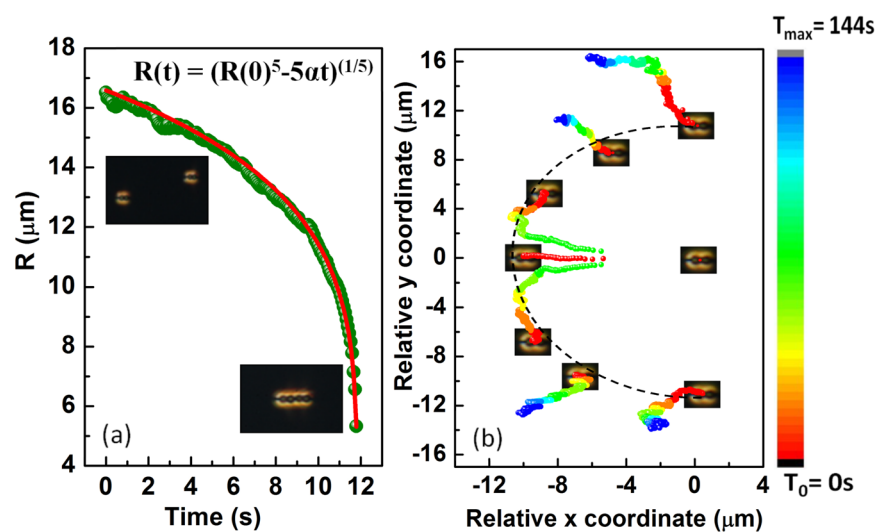 R(t) = (R(0)⁵-5αt)⁽¹/⁵⁾
18
16
14
12
10
8
6
4
R (μm)
(a)
0 2 4 6 8 10 12 14
Time (s)
16
12
8
4
0
-4
-8
-12
-16
Relative y coordinate (μm)
(b)
-12 -8 -4 0 4
Relative x coordinate (μm)
Tmax= 144s
T₀= 0s